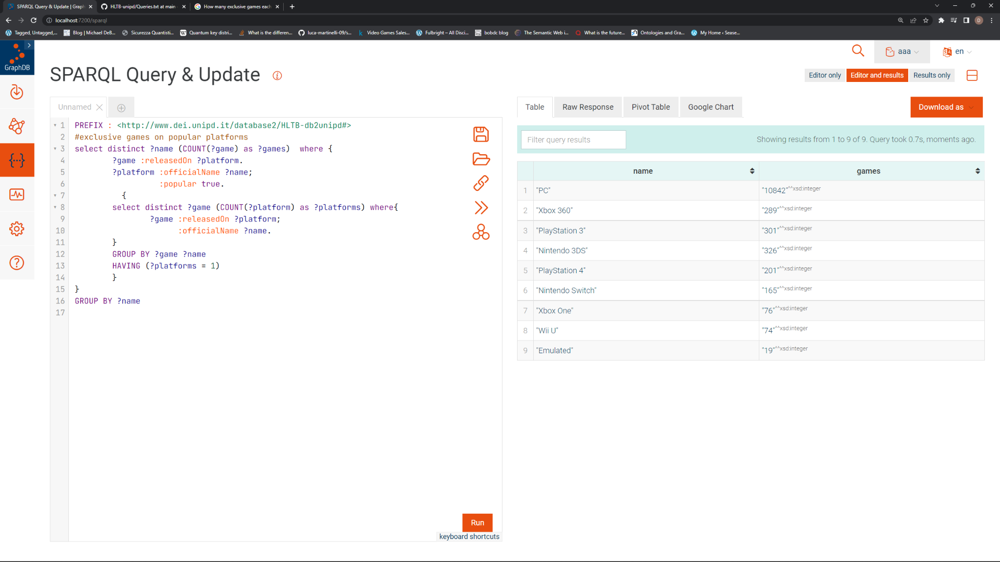 SPARQL Query & Update | Graph
HLTB-unipd/Queries.txt at main
How many exclusive games each
localhost:7200/sparql
D
Tagged, Untagged,...
Blog | Michael DeB...
Sicurezza Quantisti...
Quantum key distri...
What is the differen...
luca-martinelli-09/s...
Video Games Sales...
Fulbright – All Disci...
bobdc blog
The Semantic Web i...
What is the future...
Ontologies and Gra...
My Home ‹ Sease...
GraphDB
aaa
en
SPARQL Query & Update
Editor only
Editor and results
Results only
Unnamed
Table
Raw Response
Pivot Table
Google Chart
Download as
1 PREFIX : <http://www.dei.unipd.it/database2/HLTB-db2unipd#>
2 #exclusive games on popular platforms
3 select distinct ?name (COUNT(?game) as ?games)  where {
4 ?game :releasedOn ?platform.
5 ?platform :officialName ?name;
6 :popular true.
7 {
8 select distinct ?game (COUNT(?platform) as ?platforms) where{
9 ?game :releasedOn ?platform;
10 :officialName ?name.
11 }
12 GROUP BY ?game ?name
13 HAVING (?platforms = 1)
14 }
15 }
16 GROUP BY ?name
17
Run
keyboard shortcuts
Filter query results
Showing results from 1 to 9 of 9. Query took 0.7s, moments ago.
name games
1 "PC" "10842"^^xsd:integer
2 "Xbox 360" "289"^^xsd:integer
3 "PlayStation 3" "301"^^xsd:integer
4 "Nintendo 3DS" "326"^^xsd:integer
5 "PlayStation 4" "201"^^xsd:integer
6 "Nintendo Switch" "165"^^xsd:integer
7 "Xbox One" "76"^^xsd:integer
8 "Wii U" "74"^^xsd:integer
9 "Emulated" "19"^^xsd:integer